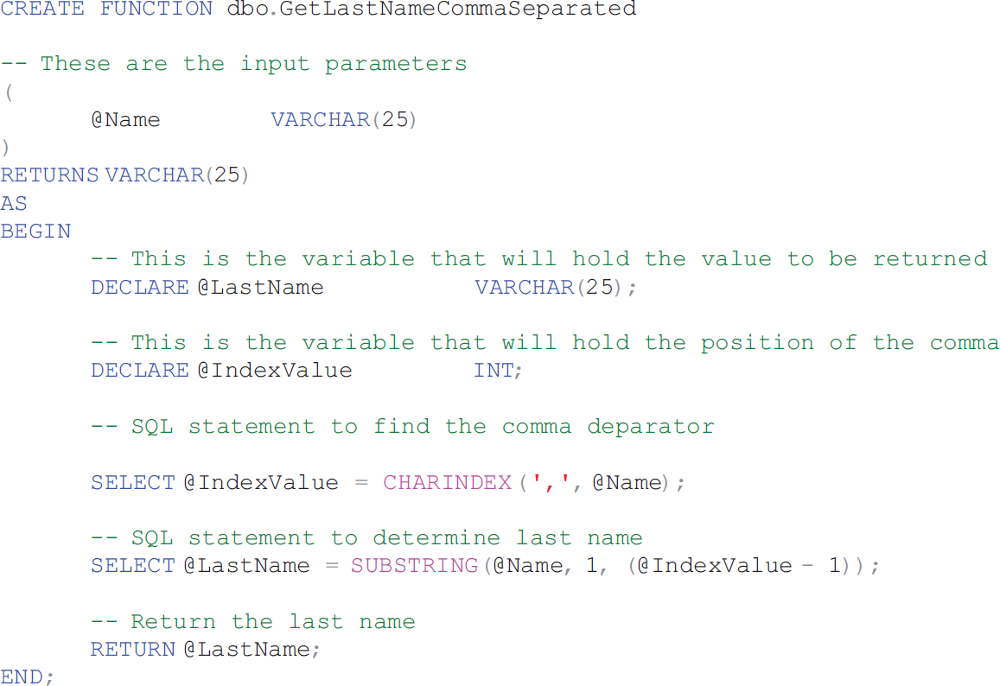 CREATE FUNCTION dbo.GetLastNameCommaSeparated
-- These are the input parameters
(
@Name VARCHAR(25)
)
RETURNS VARCHAR(25)
AS
BEGIN
-- This is the variable that will hold the value to be returned
DECLARE @LastName VARCHAR(25);
-- This is the variable that will hold the position of the comma
DECLARE @IndexValue INT;
-- SQL statement to find the comma deparator
SELECT @IndexValue = CHARINDEX(',', @Name);
-- SQL statement to determine last name
SELECT @LastName = SUBSTRING(@Name, 1, (@IndexValue - 1));
-- Return the last name
RETURN @LastName;
END;